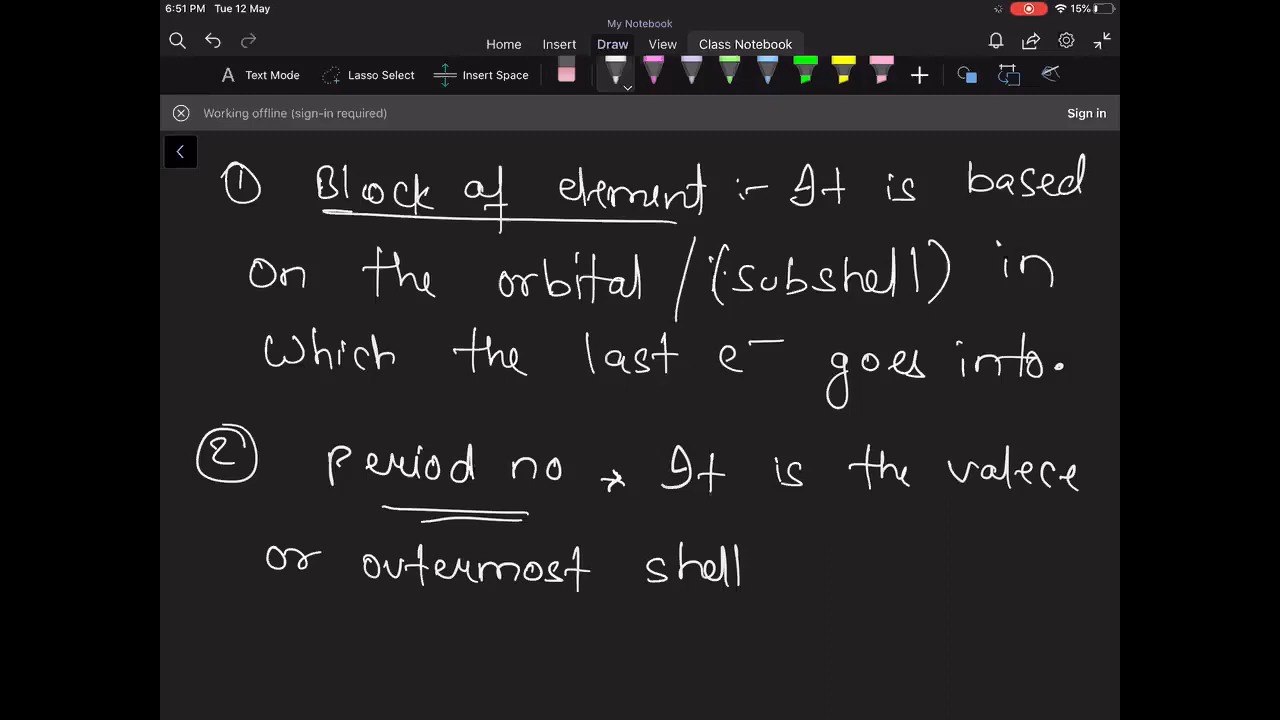 6:51 PM Tue 12 May
15%
My Notebook
Home Insert Draw View Class Notebook
A Text Mode Lasso Select Insert Space
Working offline (sign-in required) Sign in
① Block of element :- It is based
on the orbital / (subshell) in
which the last e⁻ goes into.
② Period no → It is the valece
or outermost shell